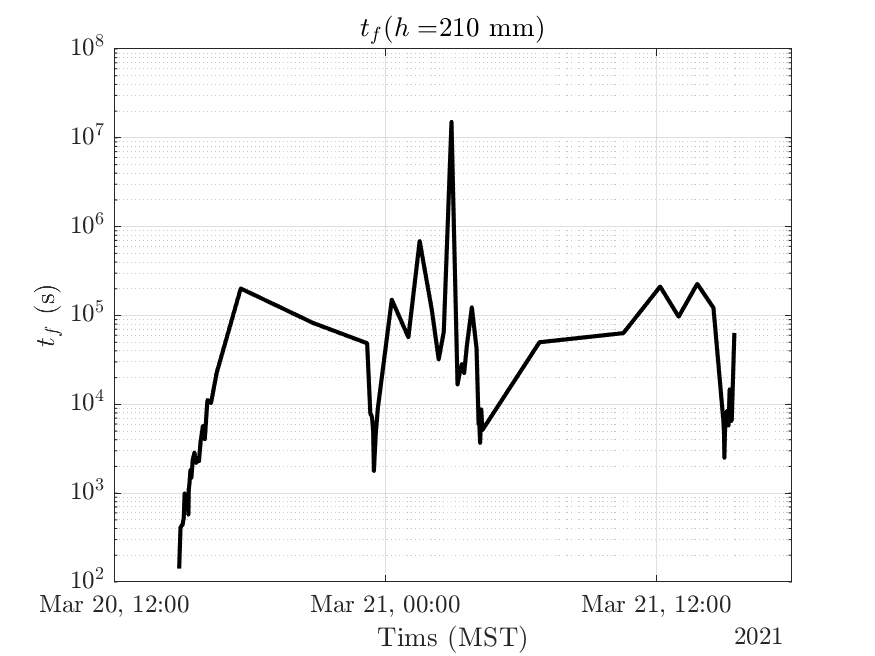 t_f(h =210 mm)
10^8
10^7
10^6
10^5
10^4
10^3
10^2
t_f (s)
Mar 20, 12:00 Mar 21, 00:00 Mar 21, 12:00
Tims (MST)
2021